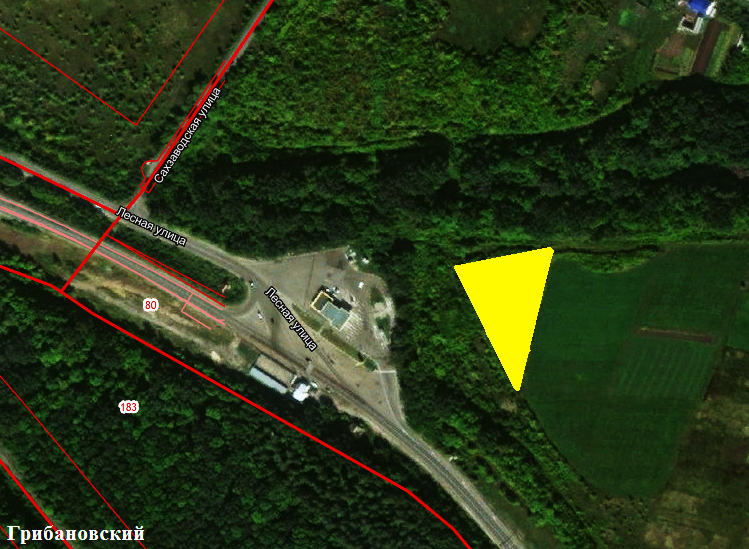 Сахзаводская улица
Лесная улица
Лесная улица
80
183
Грибановский